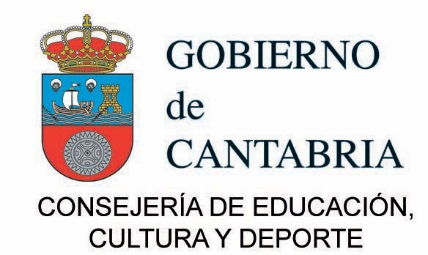 GOBIERNO
de
CANTABRIA
CONSEJERÍA DE EDUCACIÓN,
CULTURA Y DEPORTE